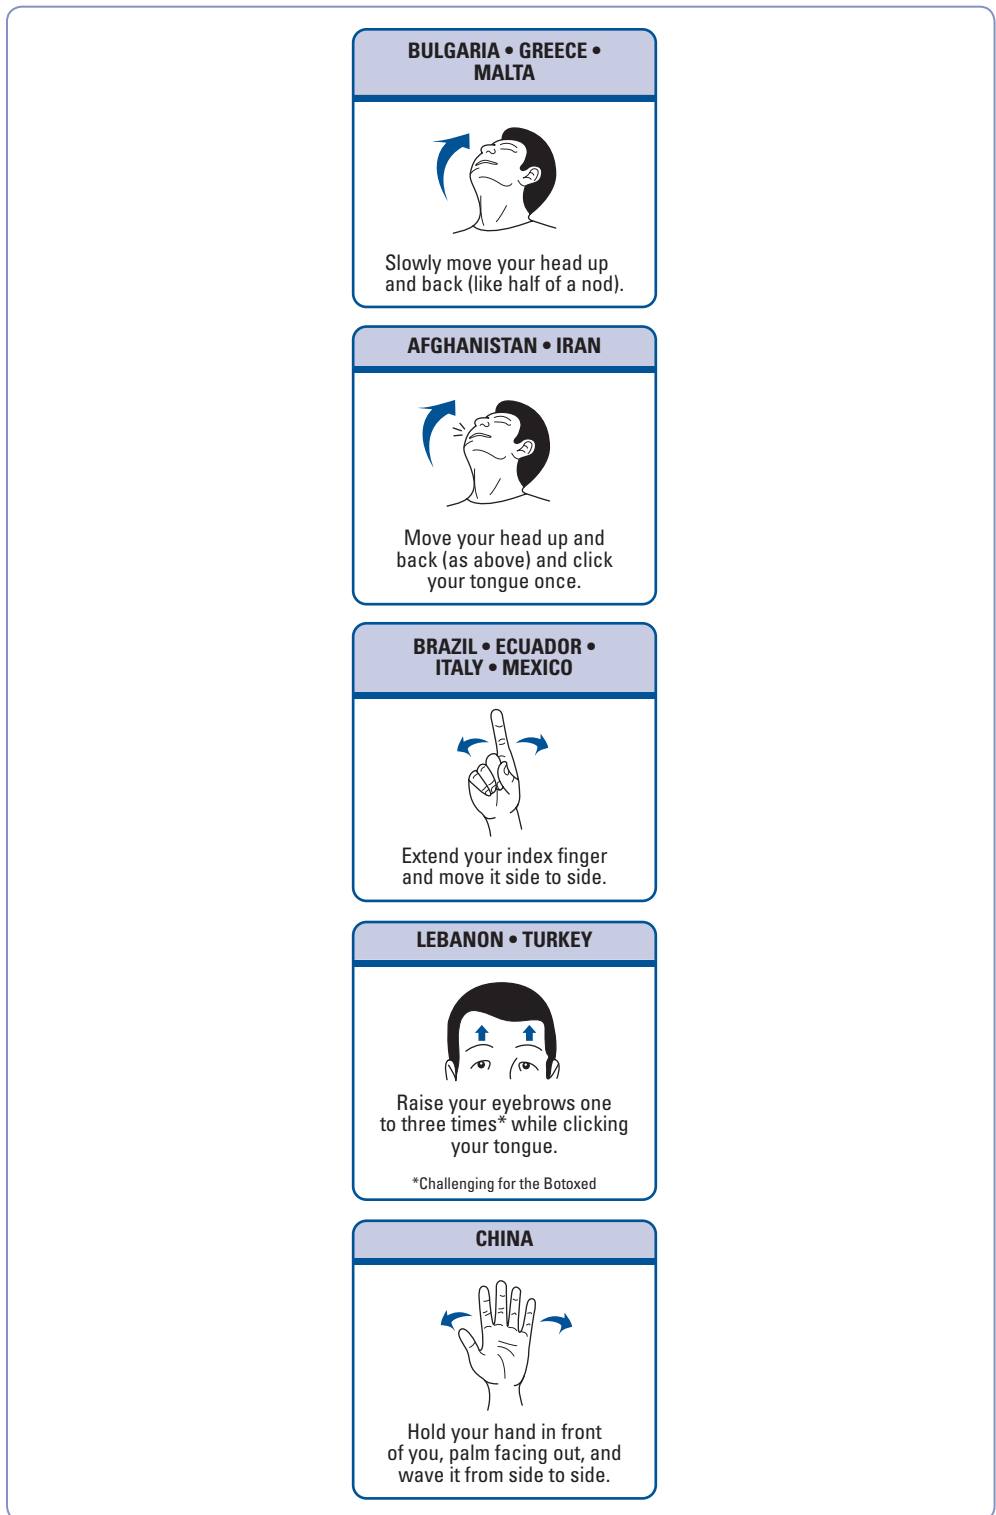 BULGARIA • GREECE •
MALTA
Slowly move your head up
and back (like half of a nod).
AFGHANISTAN • IRAN
Move your head up and
back (as above) and click
your tongue once.
BRAZIL • ECUADOR •
ITALY • MEXICO
Extend your index finger
and move it side to side.
LEBANON • TURKEY
Raise your eyebrows one
to three times* while clicking
your tongue.
*Challenging for the Botoxed
CHINA
Hold your hand in front
of you, palm facing out, and
wave it from side to side.